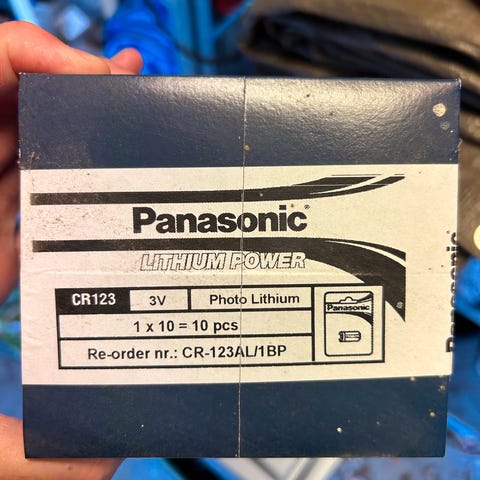 Panasonic
LITHIUM POWER
CR123 3V Photo Lithium
1 x 10 = 10 pcs
Re-order nr.: CR-123AL/1BP
Panasonic
Panasonic